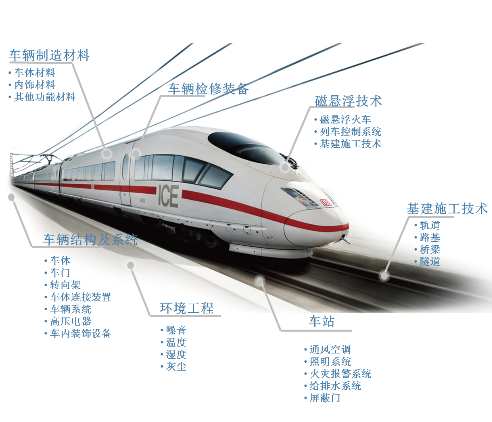 车辆制造材料
• 车体材料
• 内饰材料
• 其他功能材料
车辆检修装备
磁悬浮技术
• 磁悬浮火车
• 列车控制系统
• 基建施工技术
ICE
基建施工技术
• 轨道
• 路基
• 桥梁
• 隧道
车辆结构及系统
• 车体
• 车门
• 转向架
• 车体连接装置
• 车辆系统
• 高压电器
• 车内装饰设备
环境工程
• 噪音
• 温度
• 湿度
• 灰尘
车站
• 通风空调
• 照明系统
• 火灾报警系统
• 给排水系统
• 屏蔽门